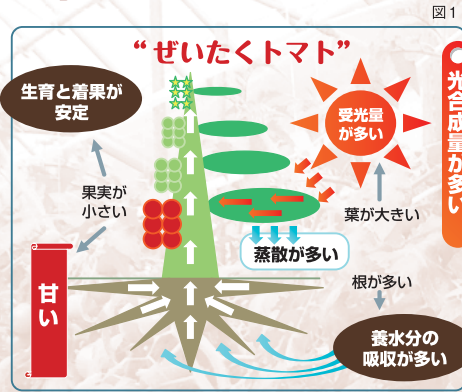 図1
“ぜいたくトマト”
生育と着果が
安定
受光量
が多い
光合成量が多い
果実が
小さい
葉が大きい
蒸散が多い
甘い
根が多い
養水分の
吸収が多い